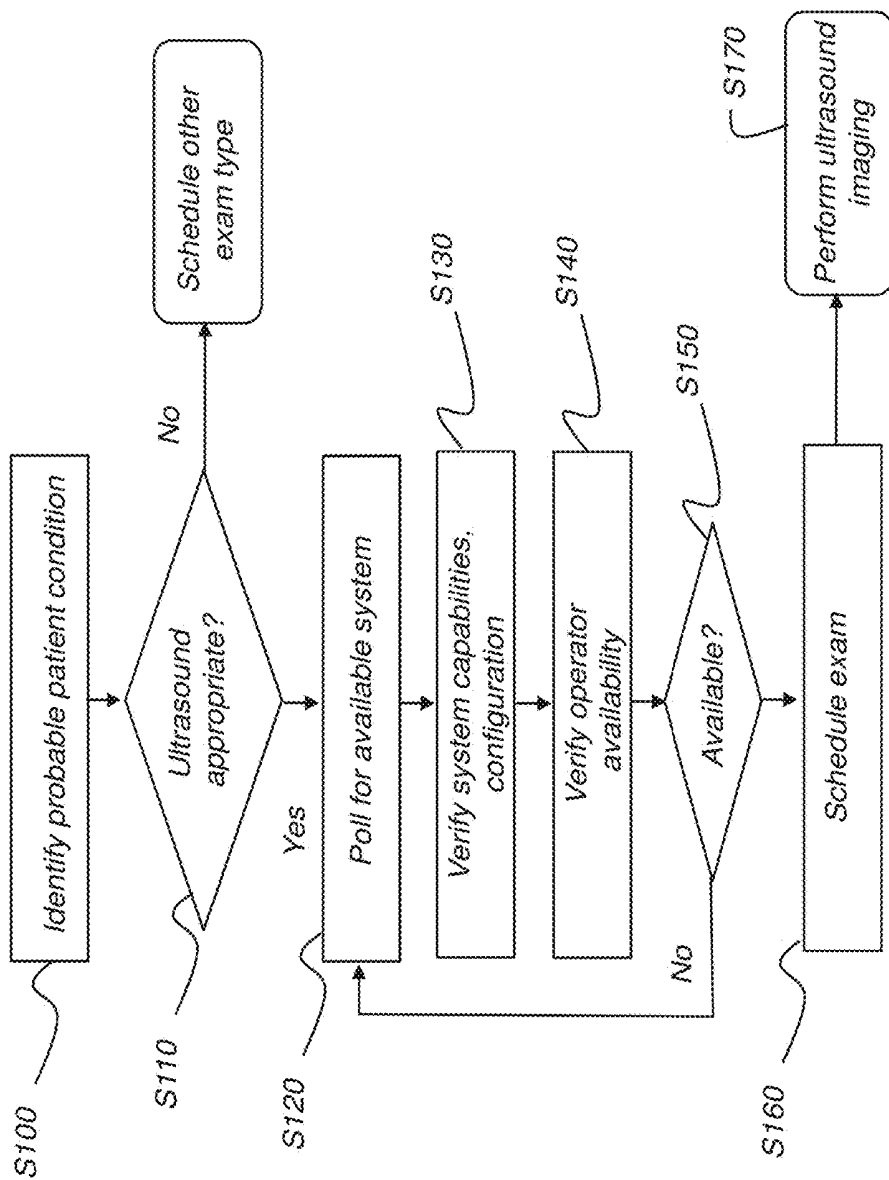 S100
Identify probable patient condition
S110
Ultrasound
appropriate?
No
Schedule other
exam type
Yes
S120
Poll for available system
S130
Verify system capabilities,
configuration
S140
Verify operator
availability
S150
Available?
No
S160
Schedule exam
S170
Perform ultrasound
imaging